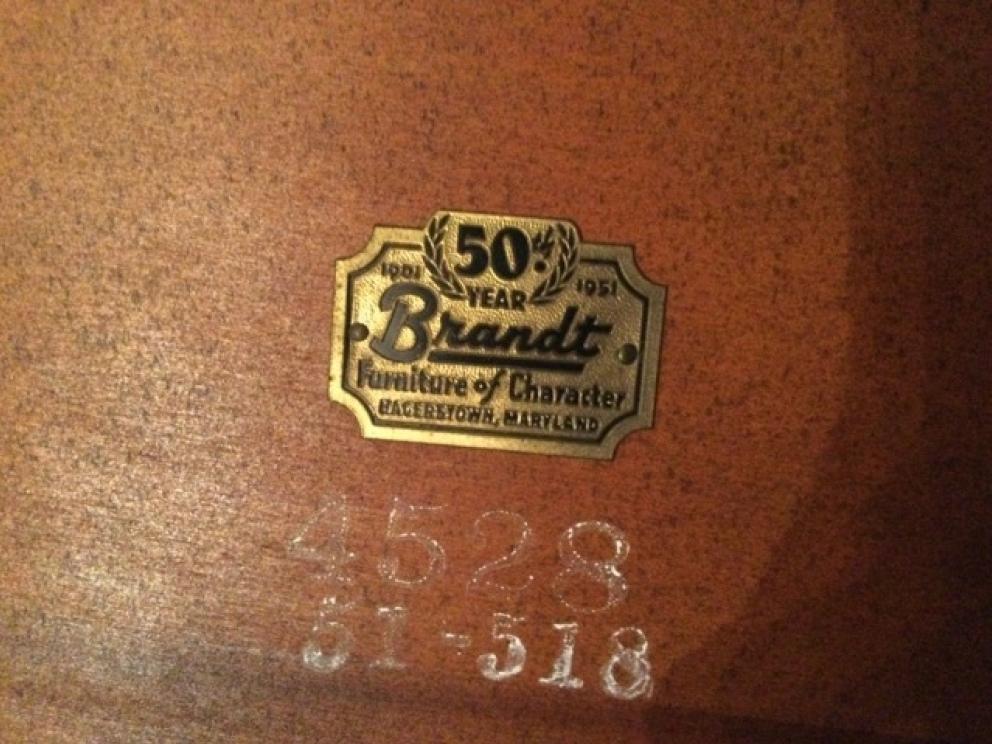 50th
1901 YEAR 1951
Brandt
Furniture of Character
HAGERSTOWN, MARYLAND
4528
51-518